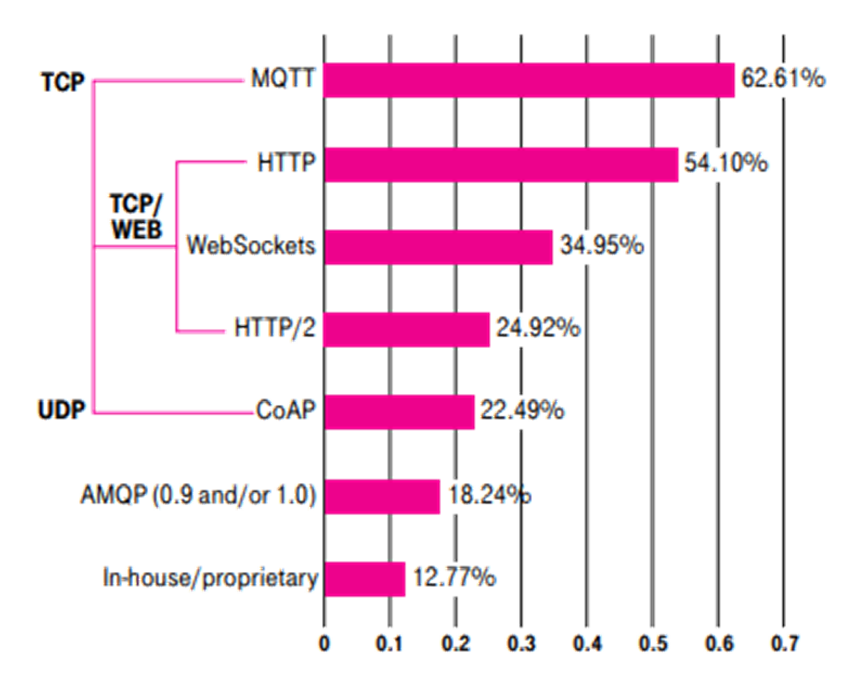 TCP
MQTT
62.61%
HTTP
54.10%
TCP/
WEB
WebSockets
34.95%
HTTP/2
24.92%
UDP
CoAP
22.49%
AMQP (0.9 and/or 1.0)
18.24%
In-house/proprietary
12.77%
0 0.1 0.2 0.3 0.4 0.5 0.6 0.7